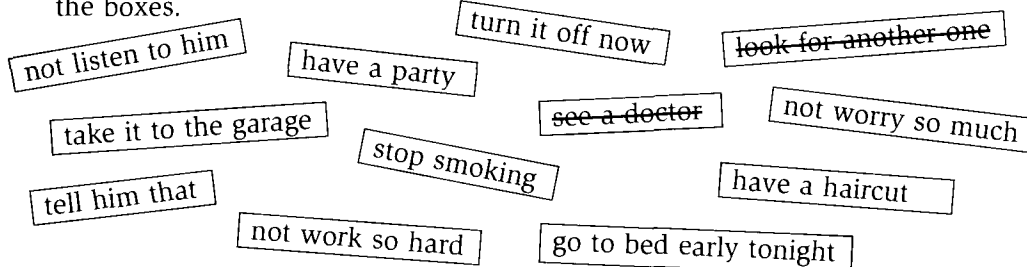 the boxes.
not listen to him
have a party
turn it off now
look for another one
take it to the garage
stop smoking
see a doctor
not worry so much
tell him that
not work so hard
go to bed early tonight
have a haircut